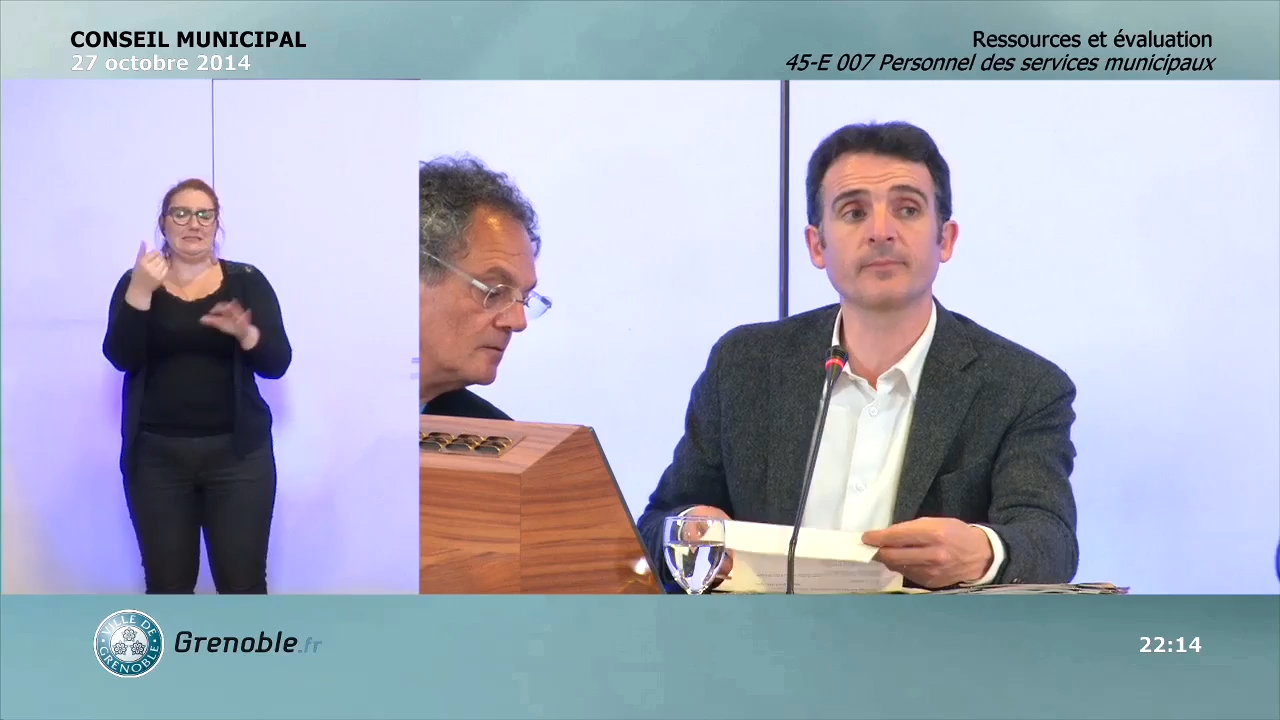 CONSEIL MUNICIPAL
27 octobre 2014
Ressources et évaluation
45-E 007 Personnel des services municipaux
VILLE DE GRENOBLE
Grenoble.fr
22:14